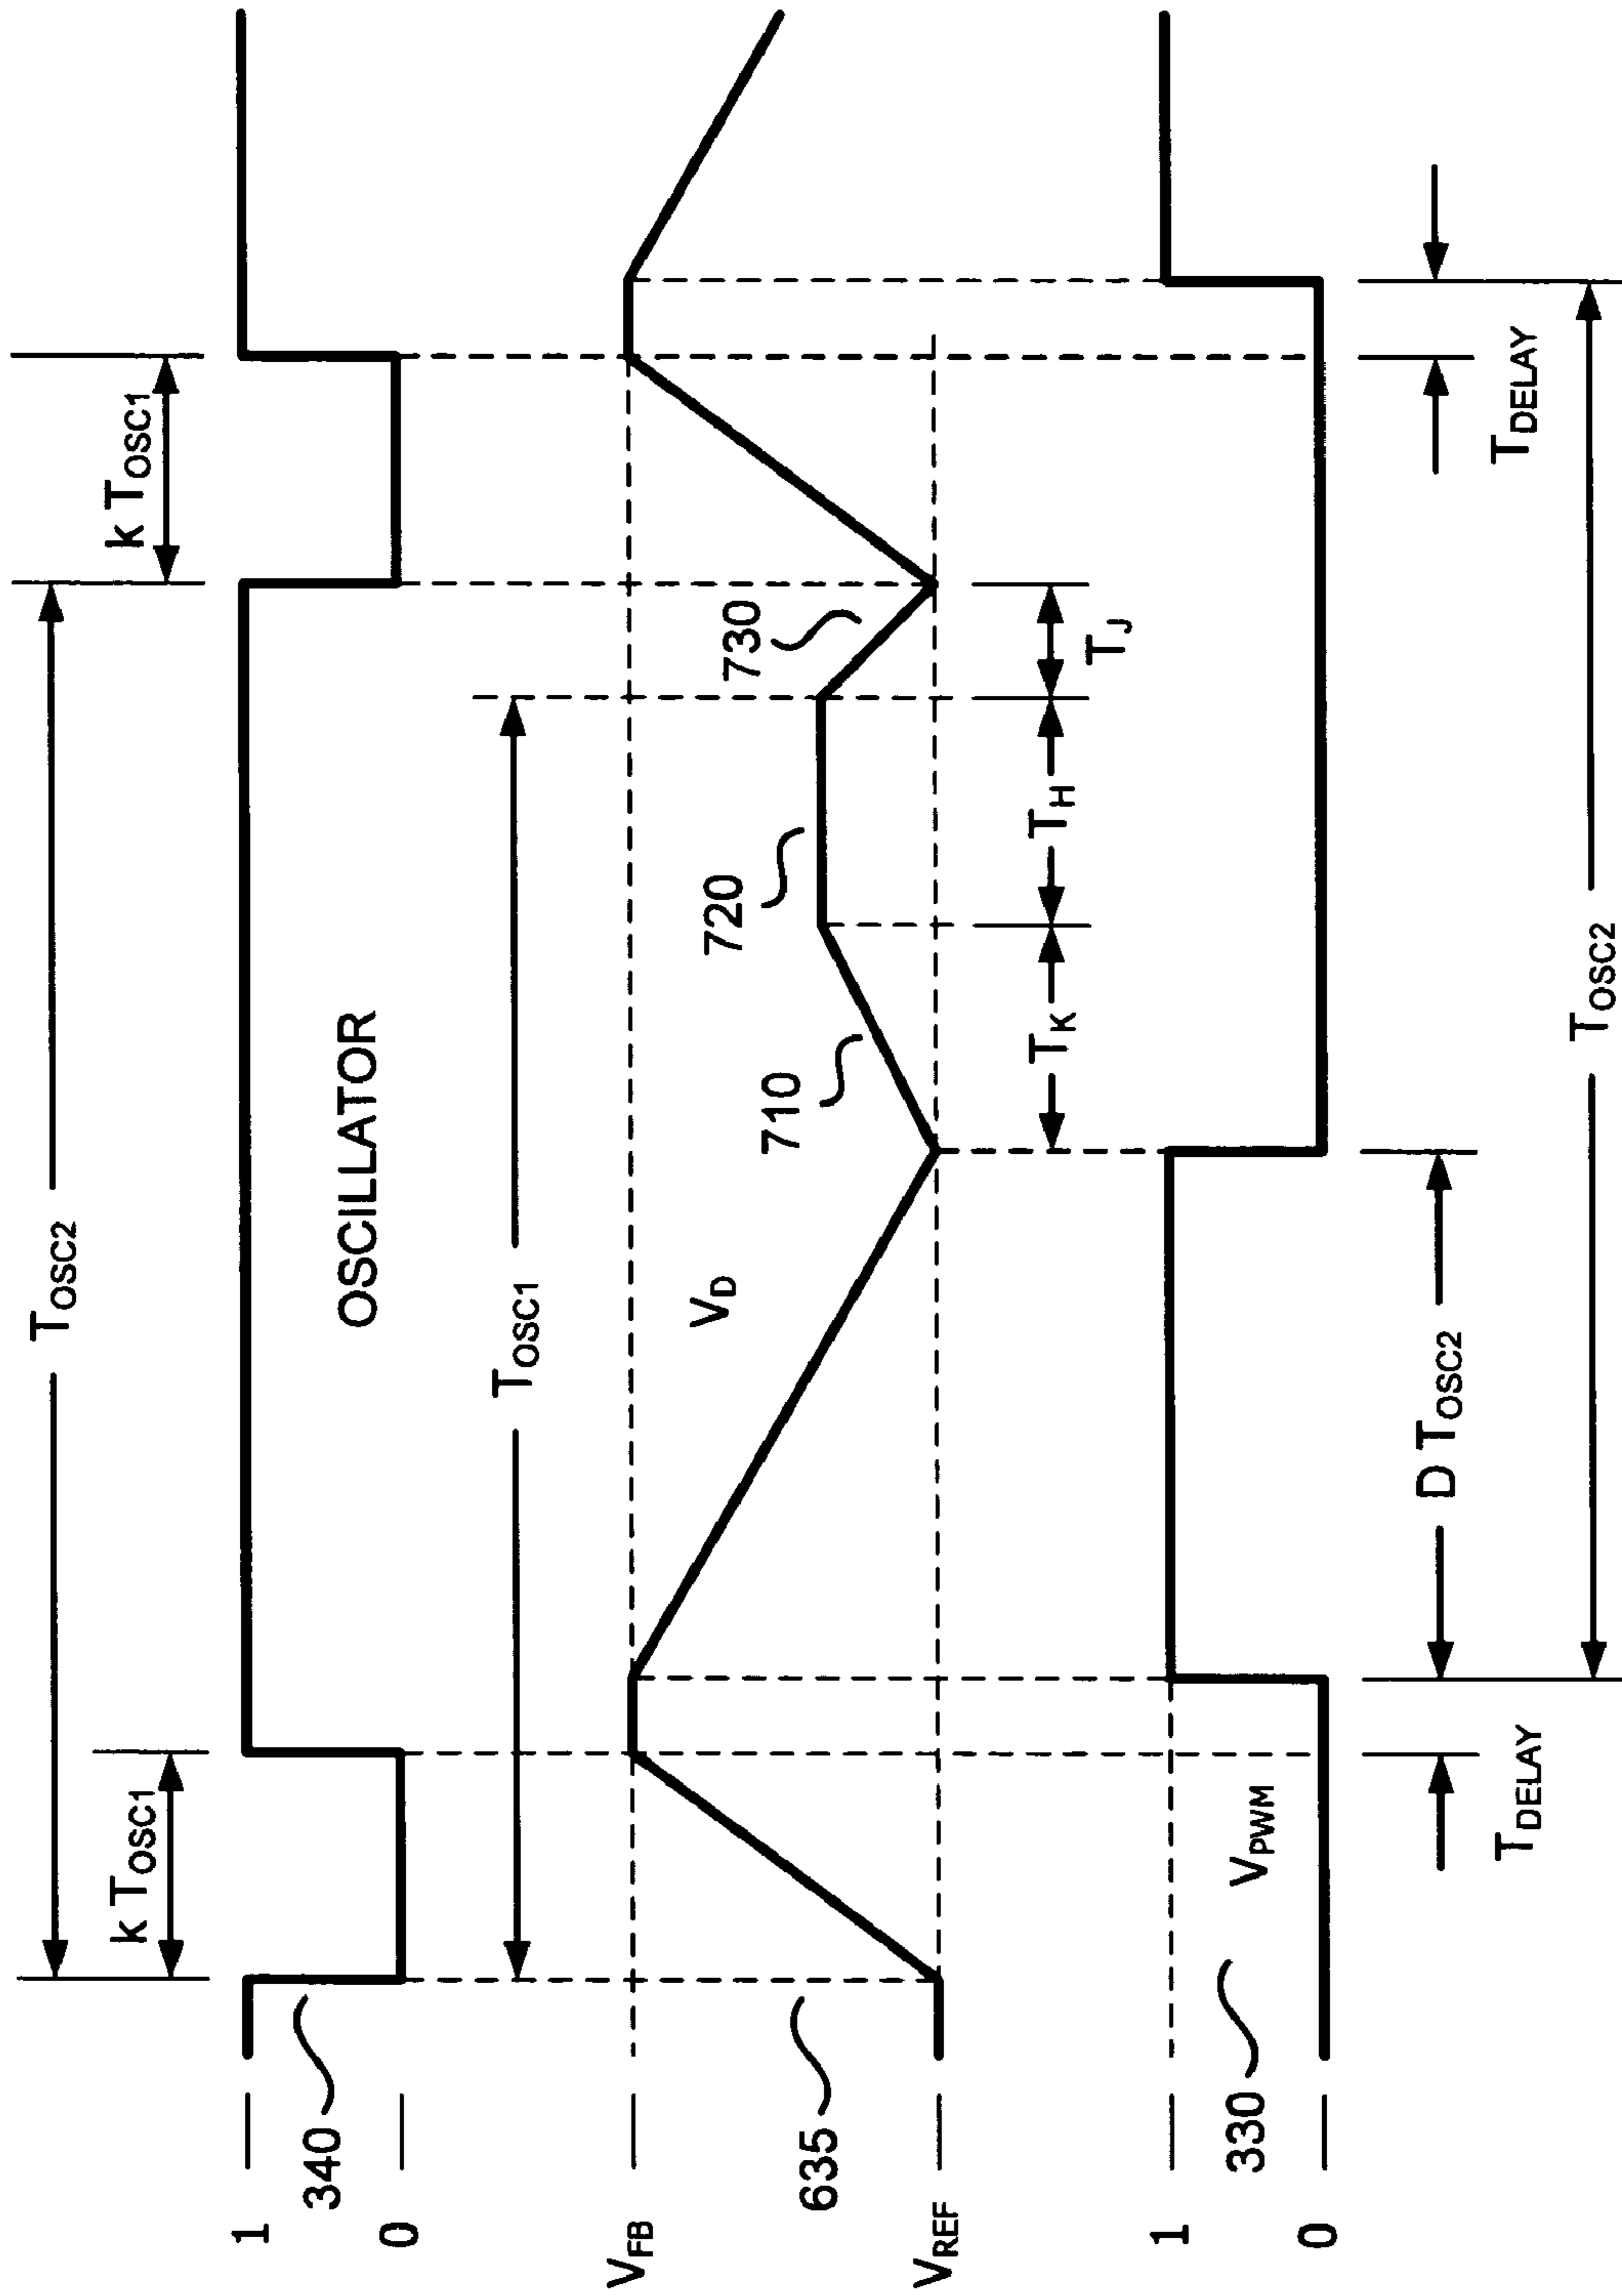 T_OSC2
k T_OSC1
k T_OSC1
1
340
0
OSCILLATOR
T_OSC1
V_FB
635
V_D
710
720
730
V_REF
T_K
T_H
T_J
1
330
V_PWM
0
T_DELAY
D T_OSC2
T_DELAY
T_OSC2